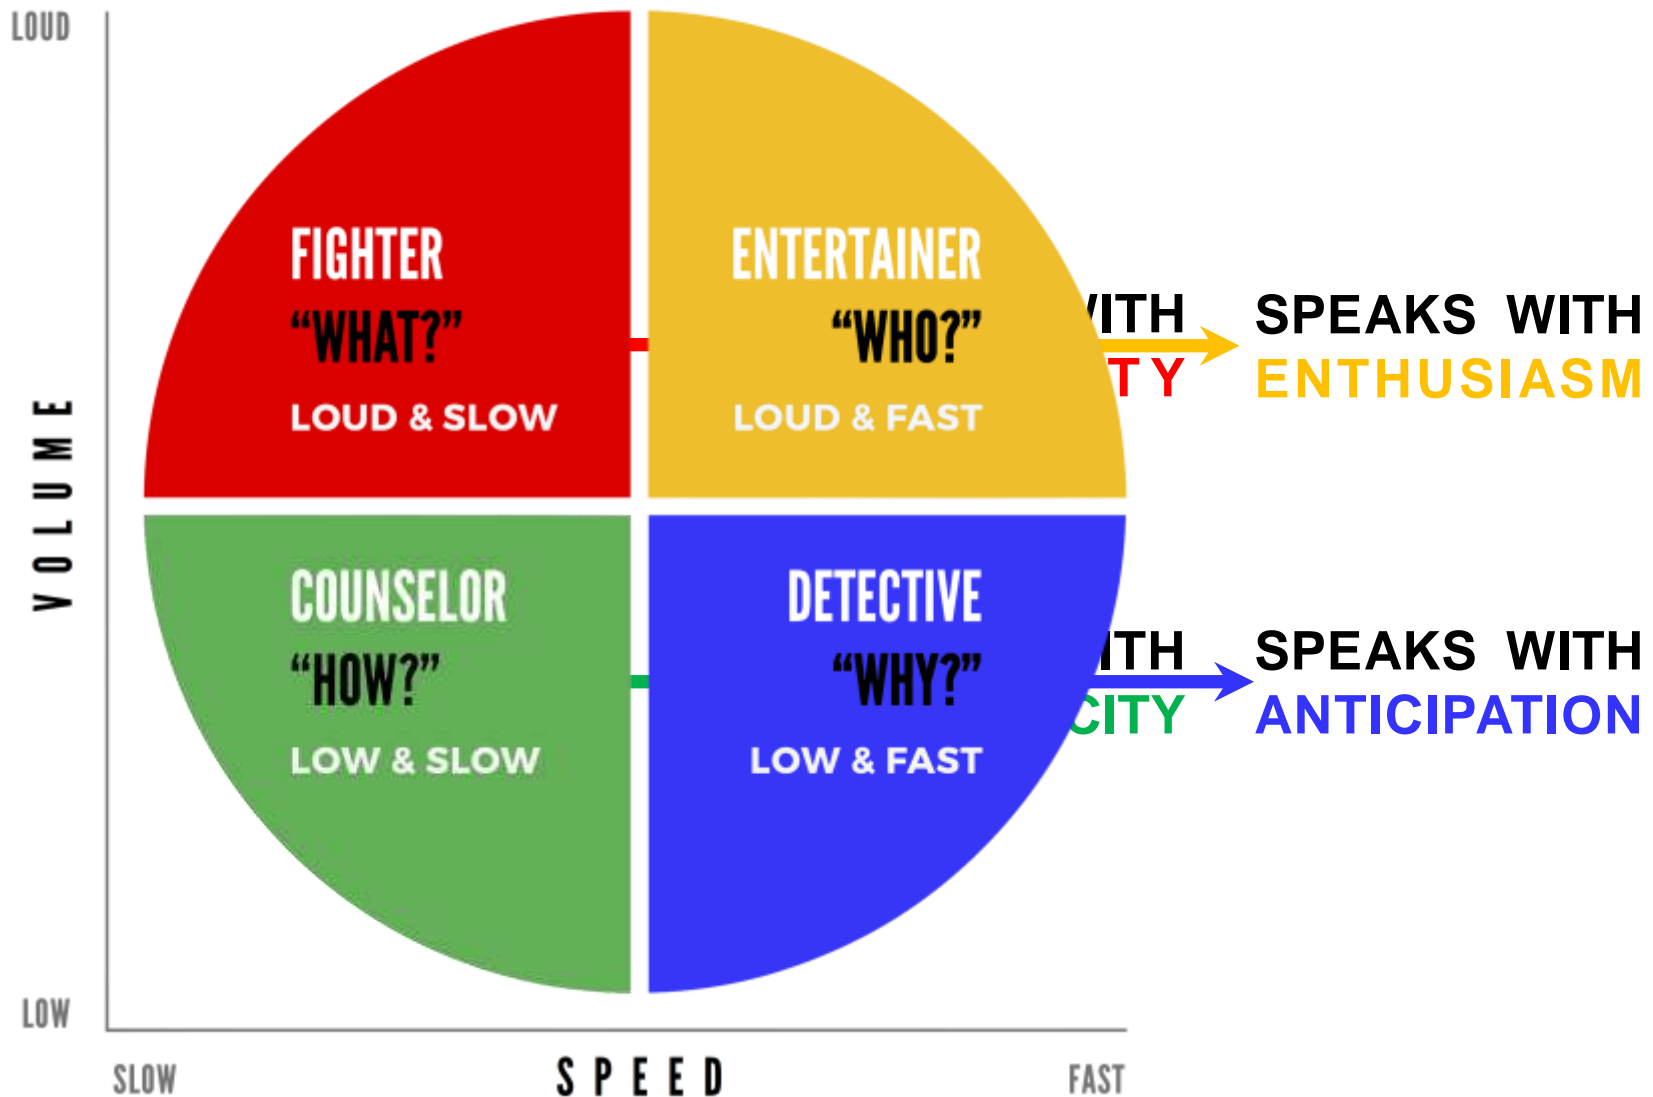 LOUD
FIGHTER
“WHAT?”
LOUD & SLOW
ENTERTAINER
“WHO?”
LOUD & FAST
SPEAKS WITH
ENTHUSIASM
VOLUME
COUNSELOR
“HOW?”
LOW & SLOW
DETECTIVE
“WHY?”
LOW & FAST
SPEAKS WITH
ANTICIPATION
LOW
SLOW
SPEED
FAST